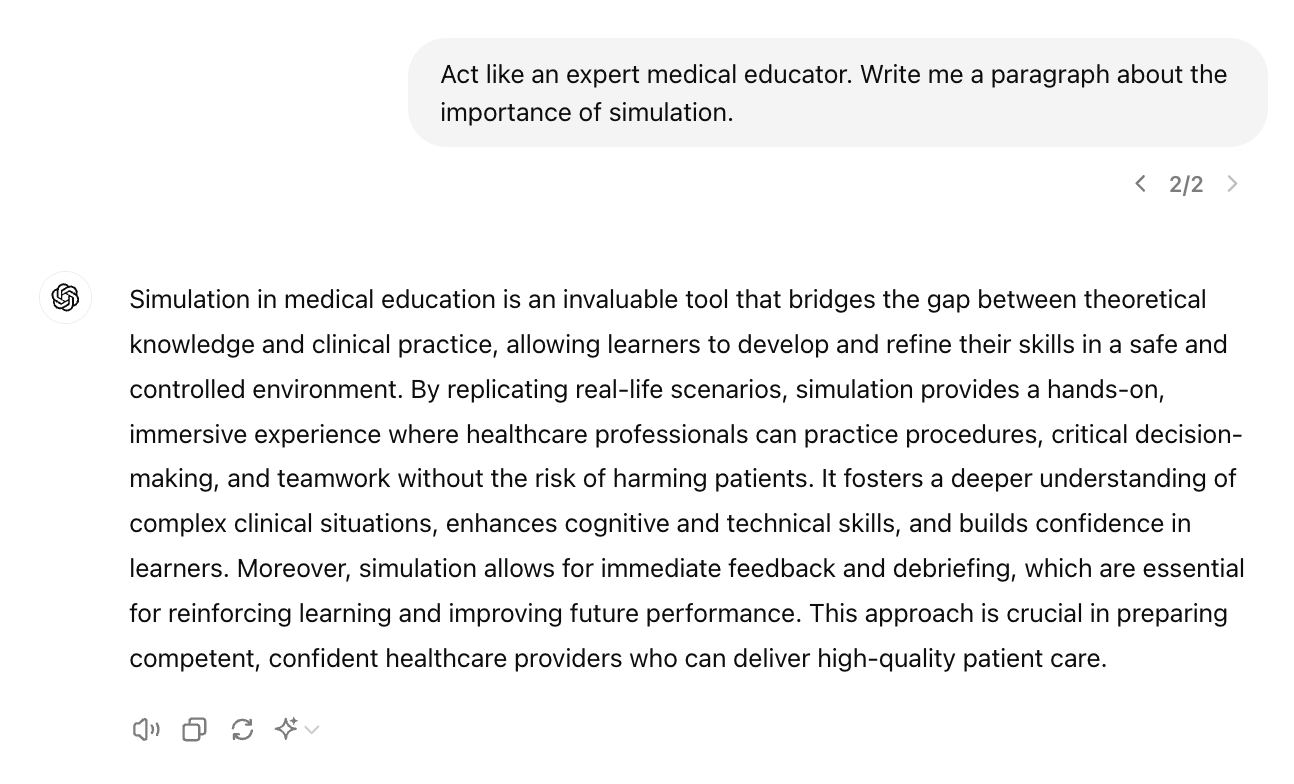 Act like an expert medical educator. Write me a paragraph about the
importance of simulation.
2/2
Simulation in medical education is an invaluable tool that bridges the gap between theoretical
knowledge and clinical practice, allowing learners to develop and refine their skills in a safe and
controlled environment. By replicating real-life scenarios, simulation provides a hands-on,
immersive experience where healthcare professionals can practice procedures, critical decision-
making, and teamwork without the risk of harming patients. It fosters a deeper understanding of
complex clinical situations, enhances cognitive and technical skills, and builds confidence in
learners. Moreover, simulation allows for immediate feedback and debriefing, which are essential
for reinforcing learning and improving future performance. This approach is crucial in preparing
competent, confident healthcare providers who can deliver high-quality patient care.